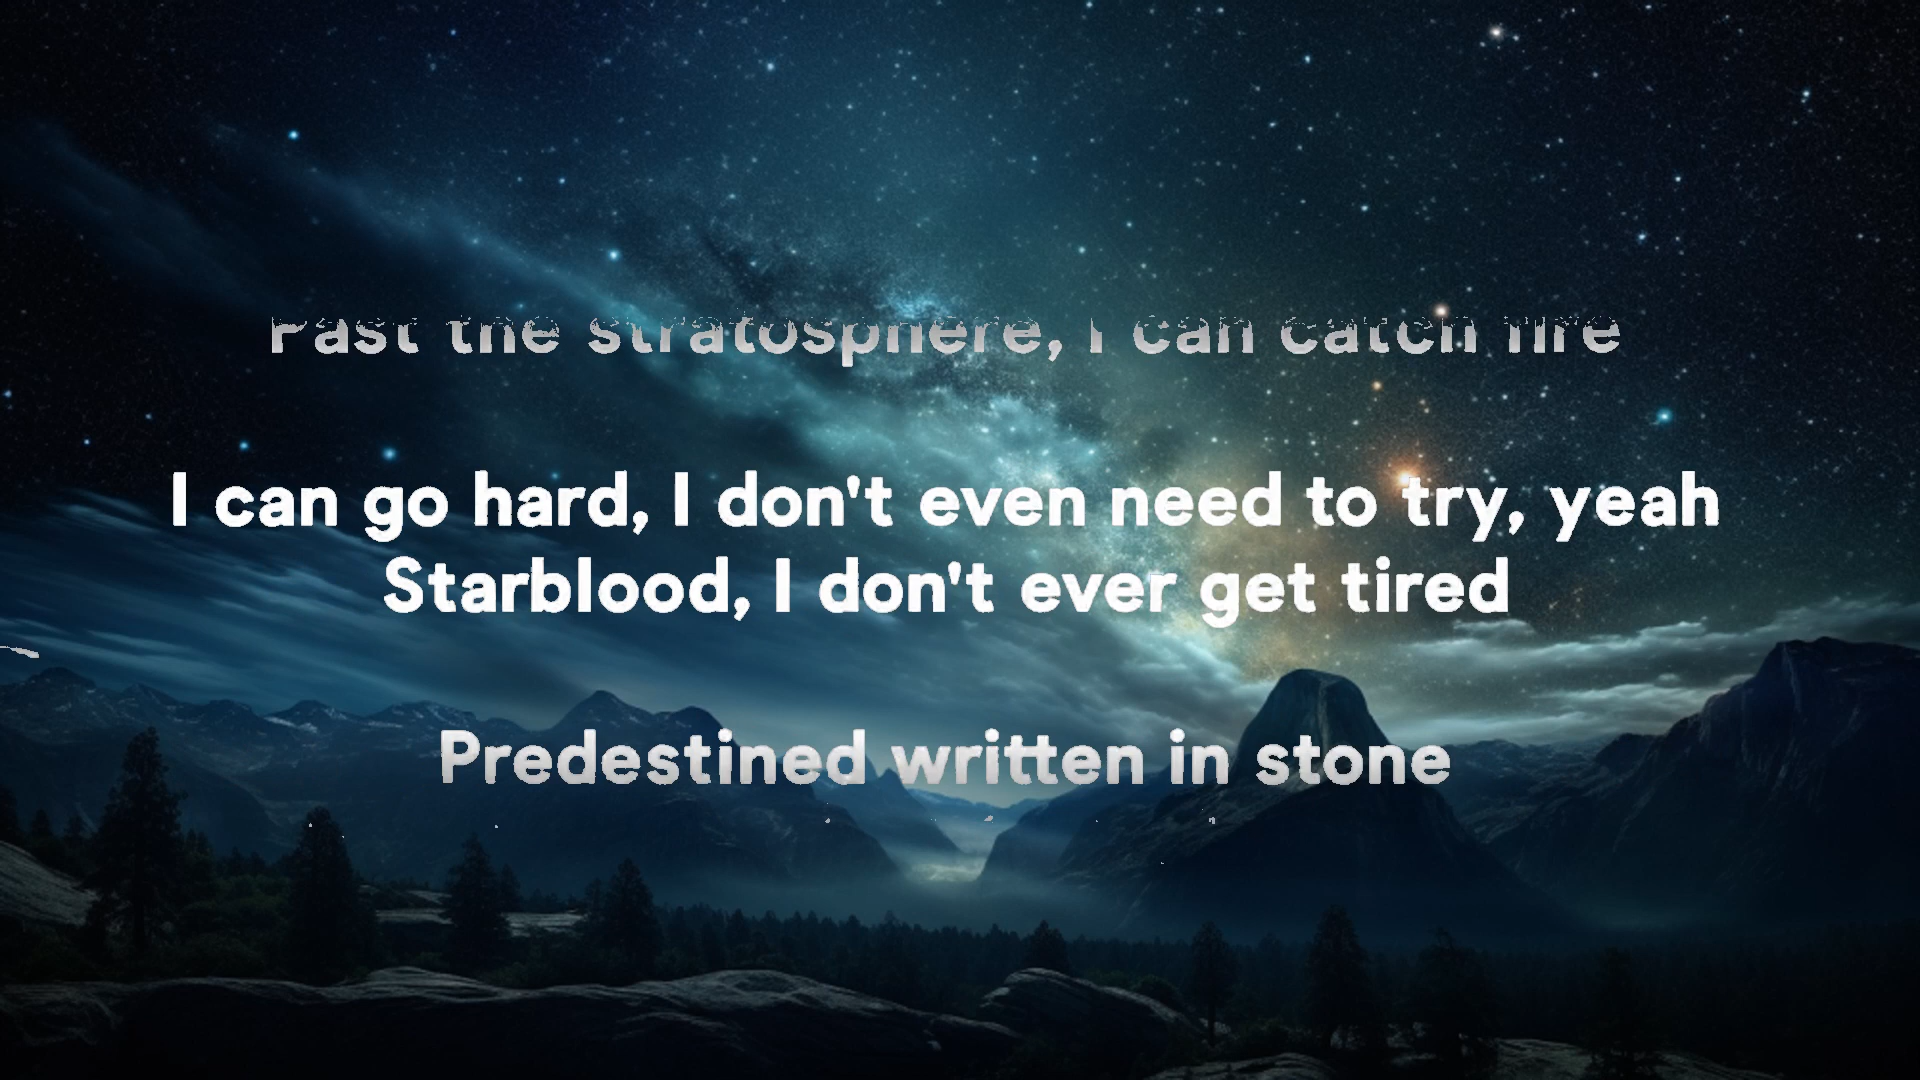 Past the stratosphere, I can catch fire
I can go hard, I don't even need to try, yeah
Starblood, I don't ever get tired
Predestined written in stone